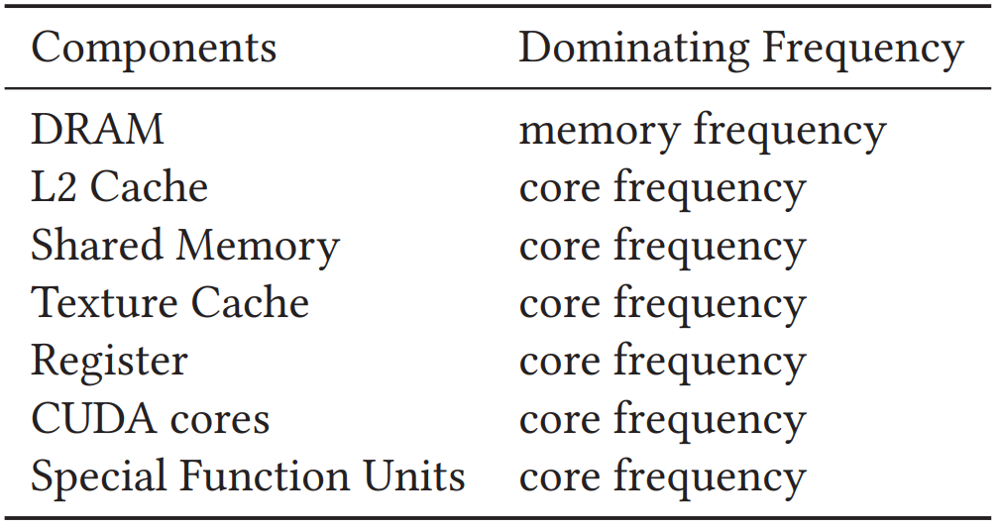 Components Dominating Frequency
DRAM memory frequency
L2 Cache core frequency
Shared Memory core frequency
Texture Cache core frequency
Register core frequency
CUDA cores core frequency
Special Function Units core frequency